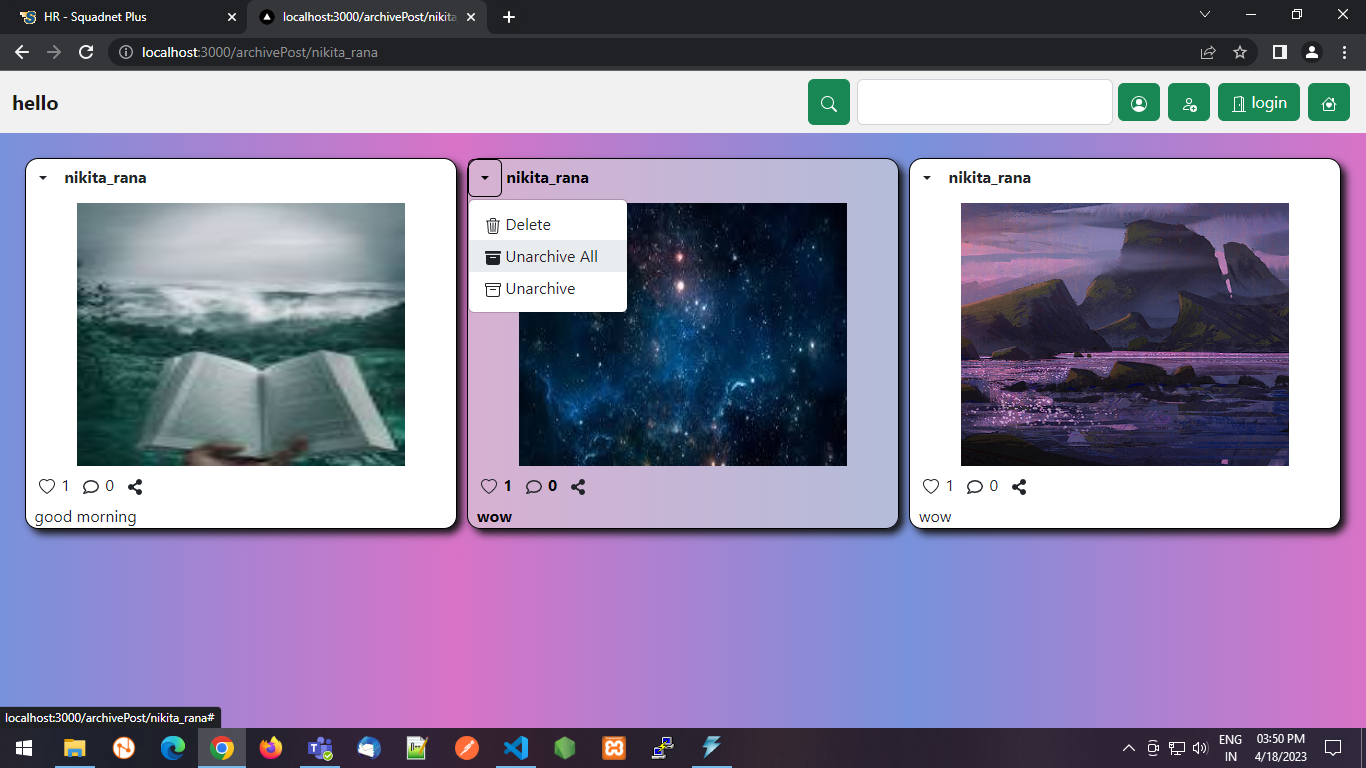 HR - Squadnet Plus
localhost:3000/archivePost/nikita
localhost:3000/archivePost/nikita_rana
hello
login
nikita_rana
1 0
good morning
nikita_rana
Delete
Unarchive All
Unarchive
1 0
wow
nikita_rana
1 0
wow
localhost:3000/archivePost/nikita_rana#
ENG
IN
03:50 PM
4/18/2023